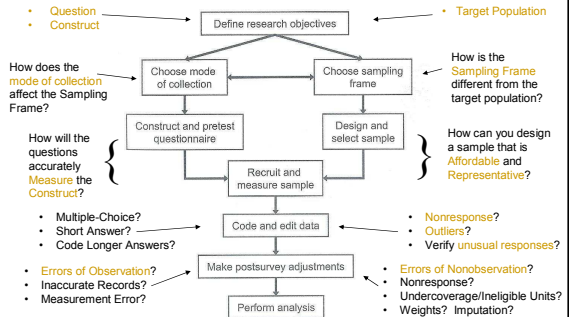 • Question
• Construct
Define research objectives
• Target Population
How does the
mode of collection
affect the Sampling
Frame?
Choose mode
of collection
Choose sampling
frame
How is the
Sampling Frame
different from the
target population?
How will the
questions
accurately
Measure the
Construct?
Construct and pretest
questionnaire
Design and
select sample
How can you design
a sample that is
Affordable and
Representative?
Recruit and
measure sample
• Multiple-Choice?
• Short Answer?
• Code Longer Answers?
Code and edit data
• Nonresponse?
• Outliers?
• Verify unusual responses?
• Errors of Observation?
• Inaccurate Records?
• Measurement Error?
Make postsurvey adjustments
• Errors of Nonobservation?
• Nonresponse?
• Undercoverage/Ineligible Units?
• Weights? Imputation?
Perform analysis